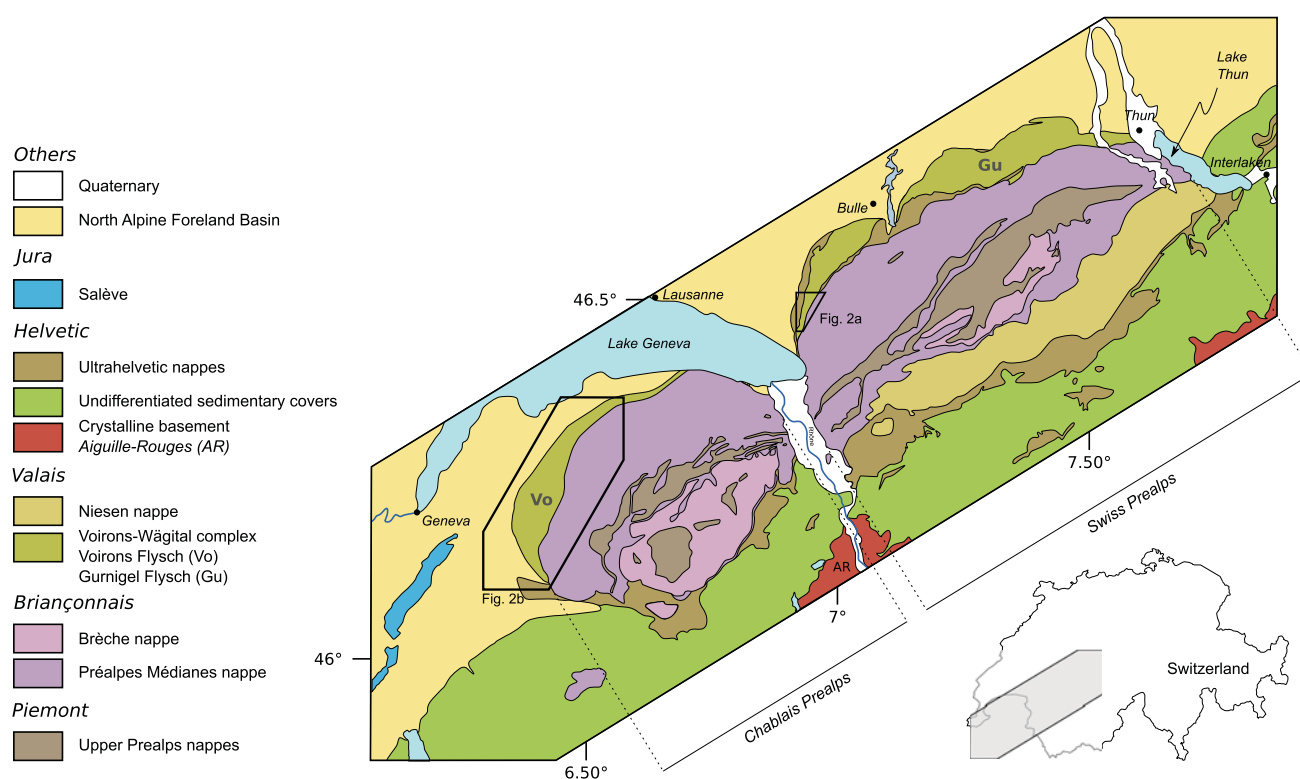 Others
Quaternary
North Alpine Foreland Basin
Jura
Salève
Helvetic
Ultrahelvetic nappes
Undifferentiated sedimentary covers
Crystalline basement
Aiguille-Rouges (AR)
Valais
Niesen nappe
Voirons-Wägital complex
Voirons Flysch (Vo)
Gurnigel Flysch (Gu)
Briançonnais
Brèche nappe
Préalpes Médianes nappe
Piemont
Upper Prealps nappes
Lake
Thun
Thun
Interlaken
Gu
Bulle
46.5°
Lausanne
Fig. 2a
Lake Geneva
Rhône
7.50°
Vo
Geneva
Swiss Prealps
AR
Fig. 2b
7°
46°
Switzerland
Chablais Prealps
6.50°